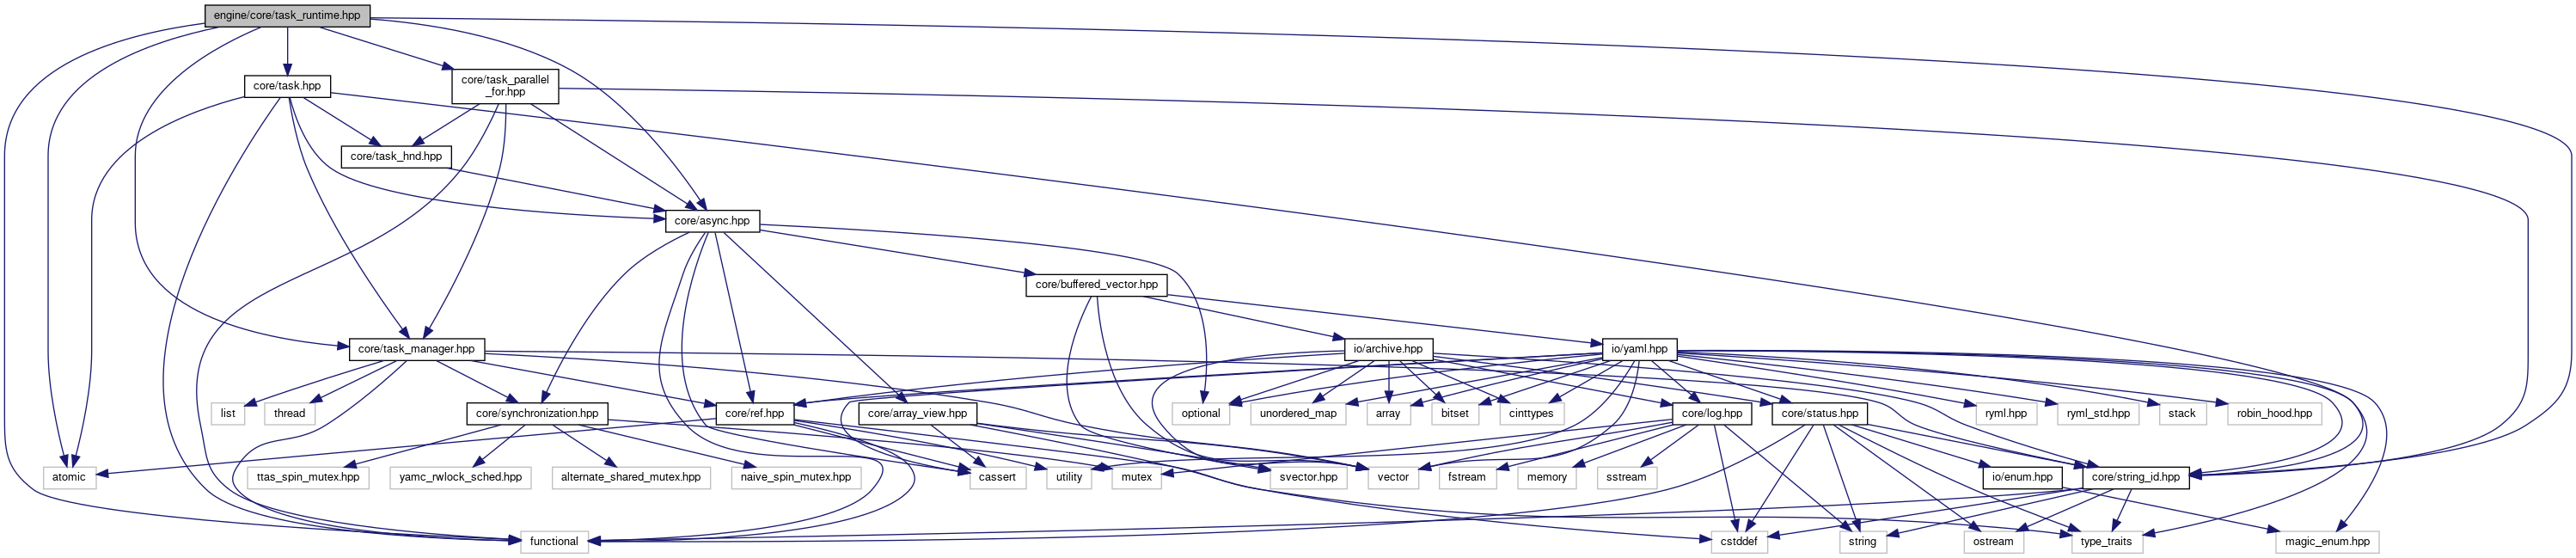 engine/core/task_runtime.hpp
core/task.hpp
core/task_parallel
_for.hpp
core/task_hnd.hpp
core/async.hpp
core/buffered_vector.hpp
core/task_manager.hpp
io/archive.hpp
io/yaml.hpp
list
thread
core/synchronization.hpp
core/ref.hpp
core/array_view.hpp
optional
unordered_map
array
bitset
cinttypes
core/log.hpp
core/status.hpp
ryml.hpp
ryml_std.hpp
stack
robin_hood.hpp
atomic
ttas_spin_mutex.hpp
yamc_rwlock_sched.hpp
alternate_shared_mutex.hpp
naive_spin_mutex.hpp
cassert
utility
mutex
svector.hpp
vector
fstream
memory
sstream
io/enum.hpp
core/string_id.hpp
functional
cstddef
string
ostream
type_traits
magic_enum.hpp